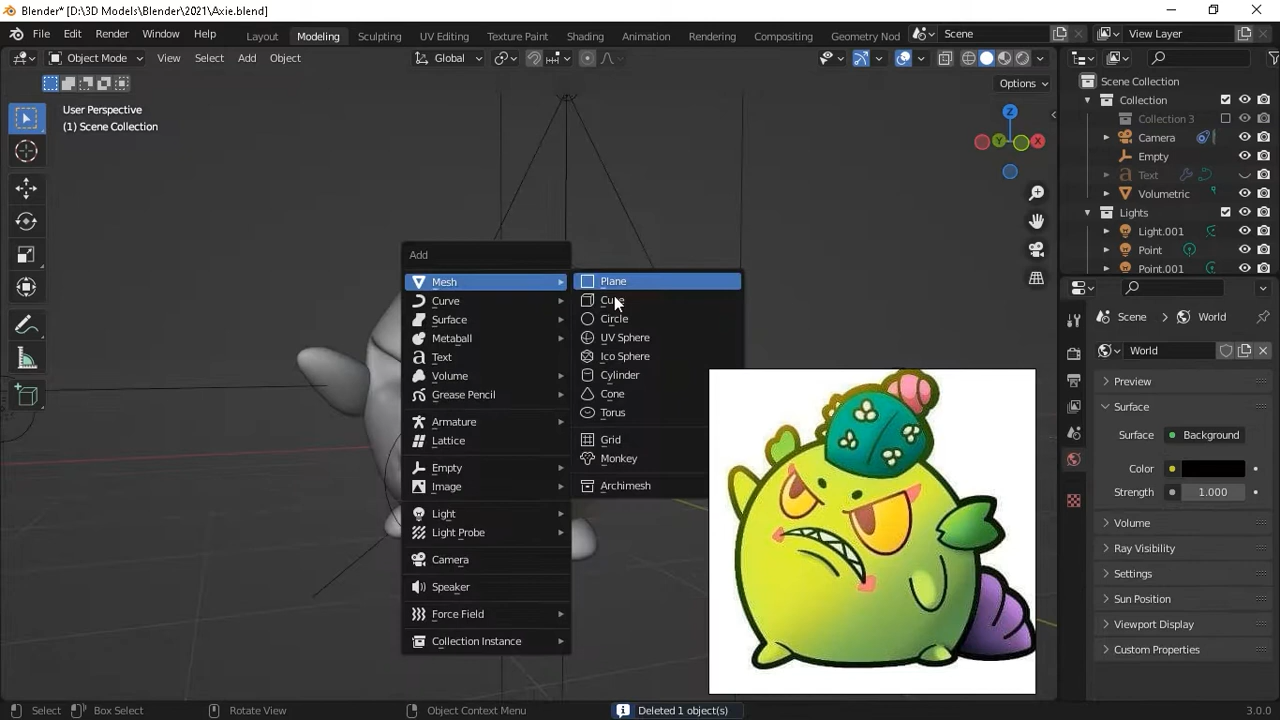 Blender* [D:\3D Models\Blender\2021\Axie.blend]
File Edit Render Window Help Layout Modeling Sculpting UV Editing Texture Paint Shading Animation Rendering Compositing Geometry Nod Scene View Layer
Object Mode View Select Add Object Global
Options
User Perspective
(1) Scene Collection
Z
Y
X
Scene Collection
Collection
Collection 3
Camera
Empty
Text
Volumetric
Lights
Light.001
Point
Point.001
Add
Mesh
Curve
Surface
Metaball
Text
Volume
Grease Pencil
Armature
Lattice
Empty
Image
Light
Light Probe
Camera
Speaker
Force Field
Collection Instance
Plane
Circle
UV Sphere
Ico Sphere
Cylinder
Cone
Torus
Grid
Monkey
Archimesh
Scene World
World
Preview
Surface
Surface Background
Color
Strength 1.000
Volume
Ray Visibility
Settings
Sun Position
Viewport Display
Custom Properties
Select Box Select Rotate View Object Context Menu Deleted 1 object(s) 3.0.0